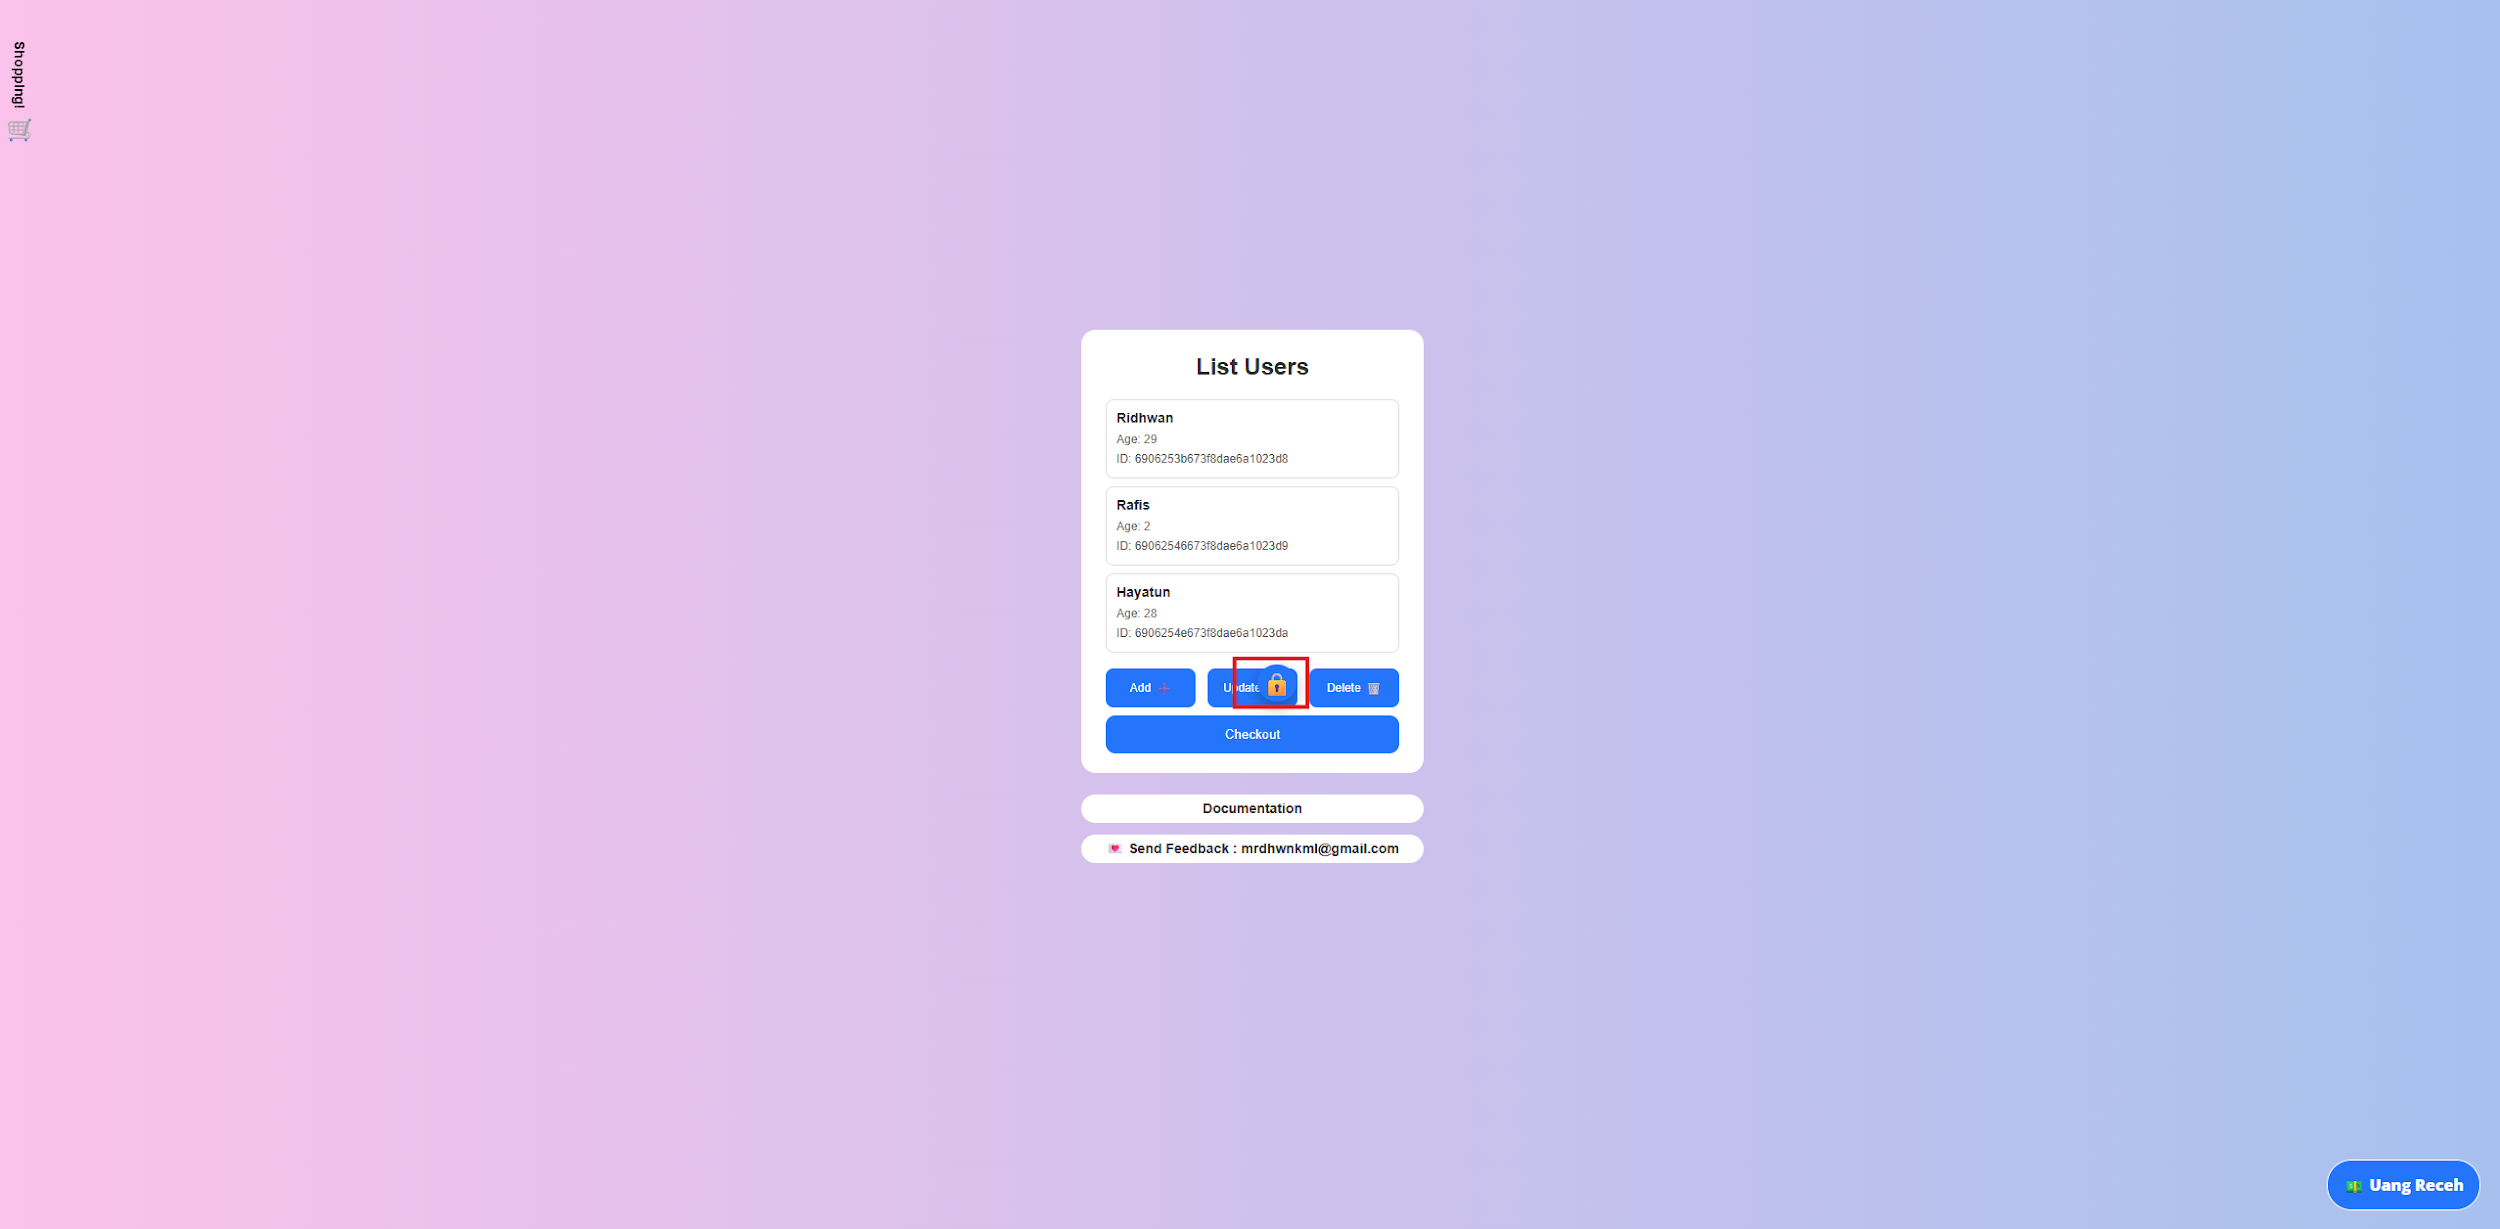 Shopping!
List Users
Ridhwan
Age: 29
ID: 6906253b673f8dae6a1023d8
Rafis
Age: 2
ID: 69062546673f8dae6a1023d9
Hayatun
Age: 28
ID: 6906254e673f8dae6a1023da
Add
Update
Delete
Checkout
Documentation
Send Feedback : mrdhwnkml@gmail.com
Uang Receh